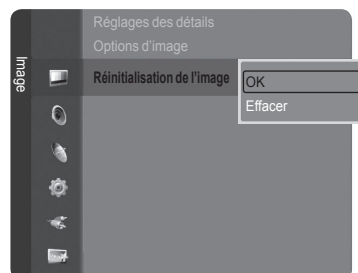 Image
Réglages des détails
Options d'image
Réinitialisation de l'image
OK
Effacer